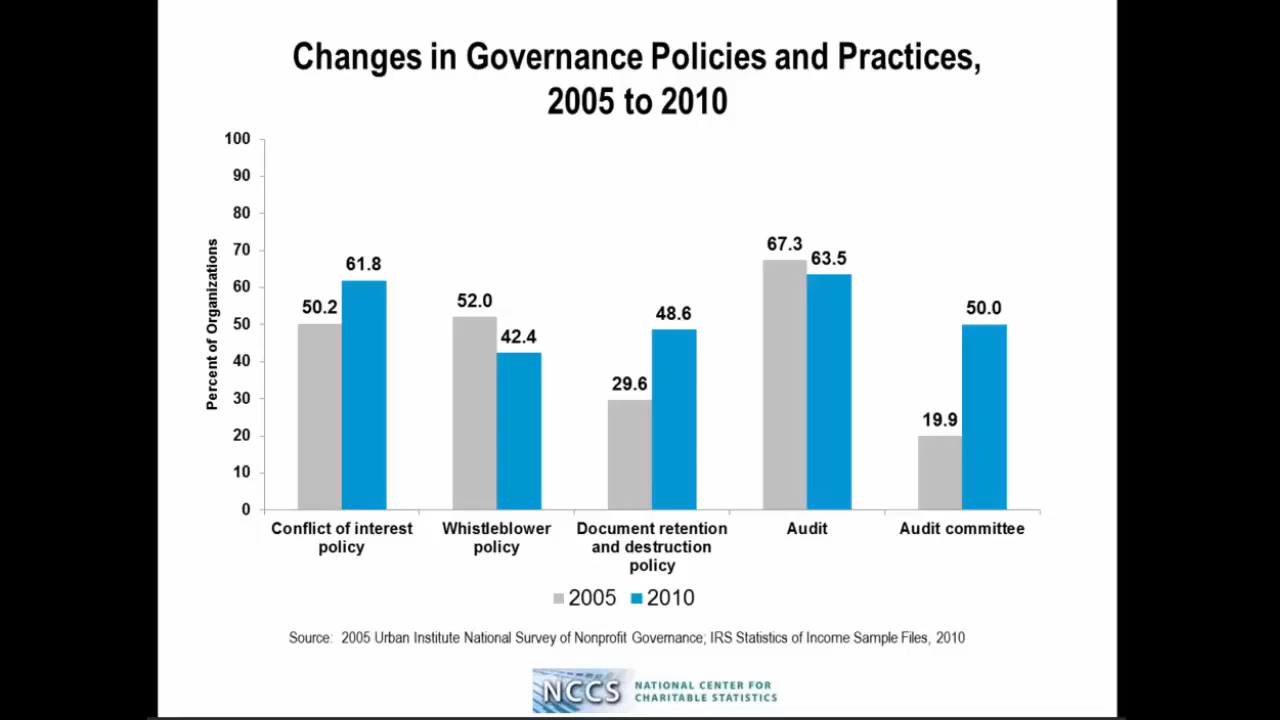 Changes in Governance Policies and Practices,
2005 to 2010
100
90
80
70
60
50
40
30
20
10
0
Percent of Organizations
50.2
61.8
52.0
42.4
29.6
48.6
67.3
63.5
19.9
50.0
Conflict of interest
policy
Whistleblower
policy
Document retention
and destruction
policy
Audit
Audit committee
2005 2010
Source: 2005 Urban Institute National Survey of Nonprofit Governance; IRS Statistics of Income Sample Files, 2010
NCCS
NATIONAL CENTER FOR
CHARITABLE STATISTICS